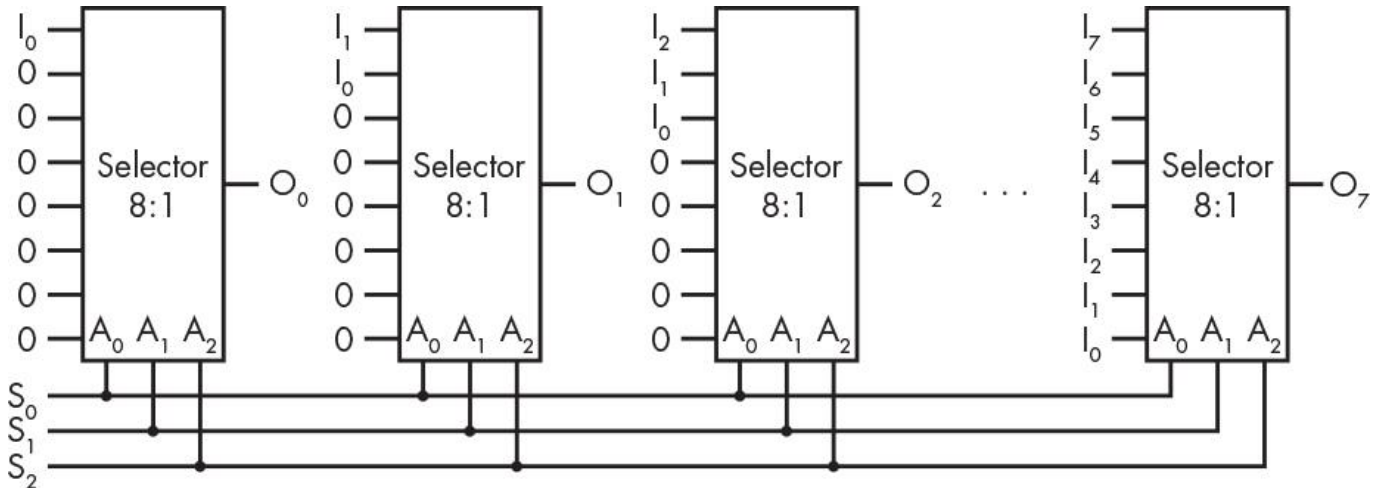 I₀ I₁ I₂ I₇
0 I₀ I₁ I₆
0 0 I₀ I₅
0 0 0 I₄
Selector Selector Selector Selector
8:1 O₀ 8:1 O₁ 8:1 O₂ . . . 8:1 O₇
0 0 0 I₃
0 0 0 I₂
0 0 0 I₁
0 A₀ A₁ A₂ 0 A₀ A₁ A₂ 0 A₀ A₁ A₂ I₀ A₀ A₁ A₂
S₀
S₁
S₂